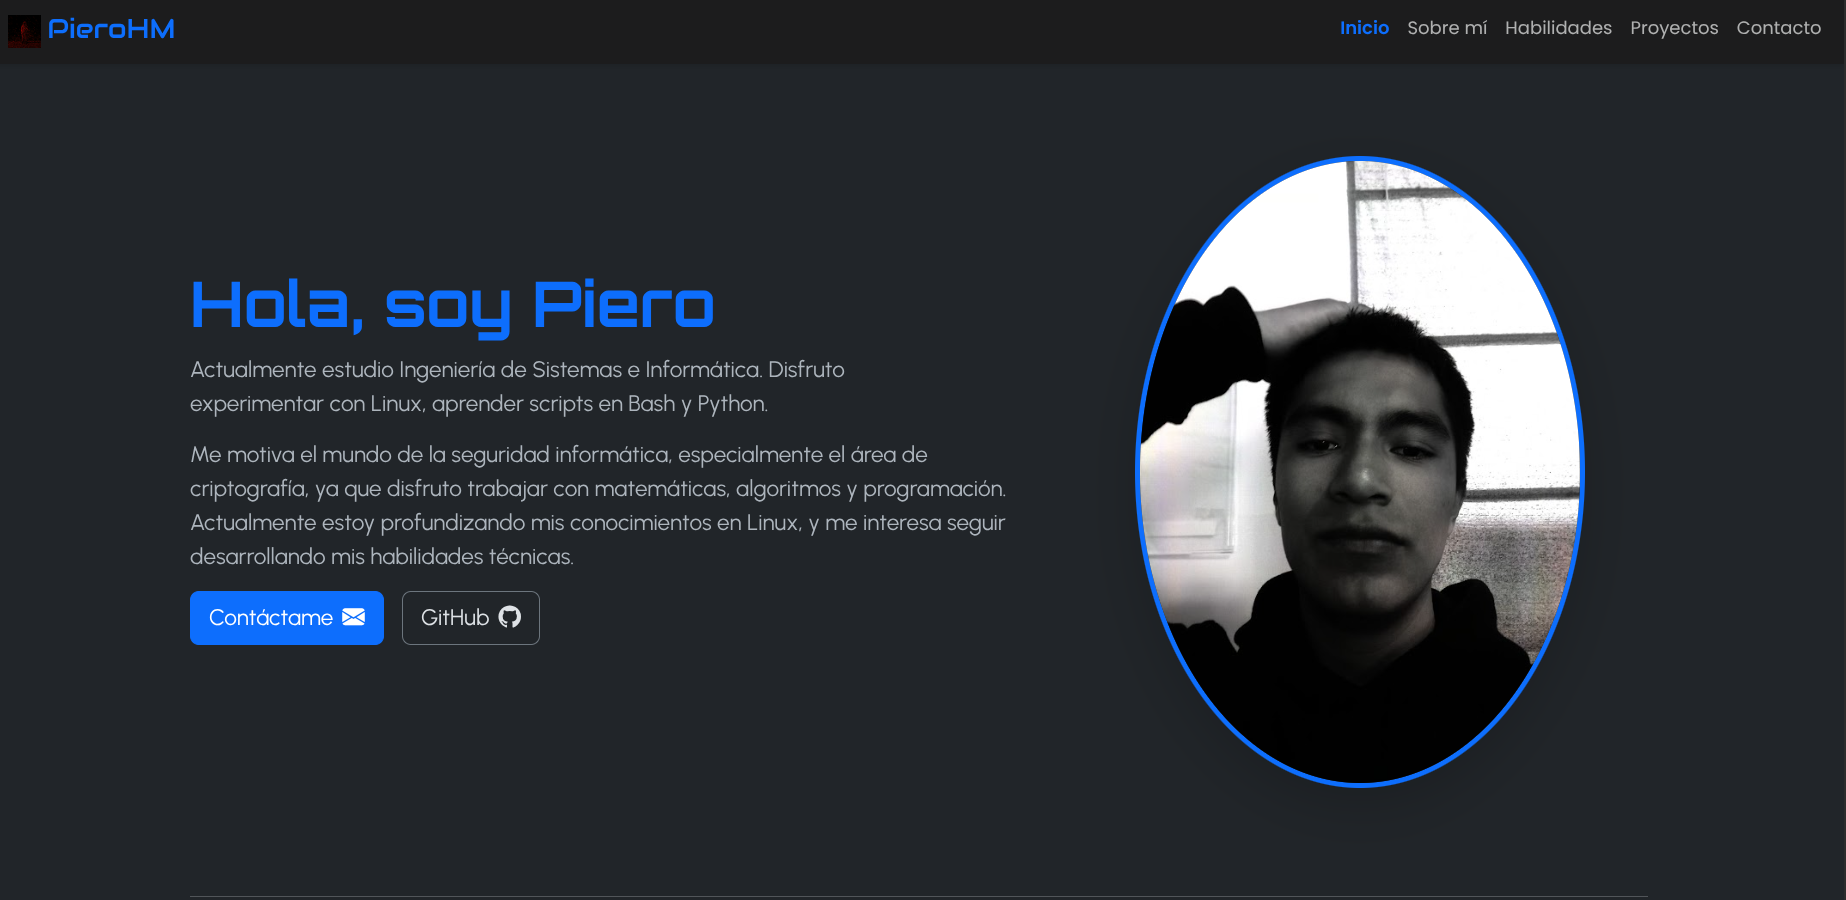 PieroHM
Inicio Sobre mí Habilidades Proyectos Contacto
Hola, soy Piero
Actualmente estudio Ingeniería de Sistemas e Informática. Disfruto
experimentar con Linux, aprender scripts en Bash y Python.
Me motiva el mundo de la seguridad informática, especialmente el área de
criptografía, ya que disfruto trabajar con matemáticas, algoritmos y programación.
Actualmente estoy profundizando mis conocimientos en Linux, y me interesa seguir
desarrollando mis habilidades técnicas.
Contáctame
GitHub